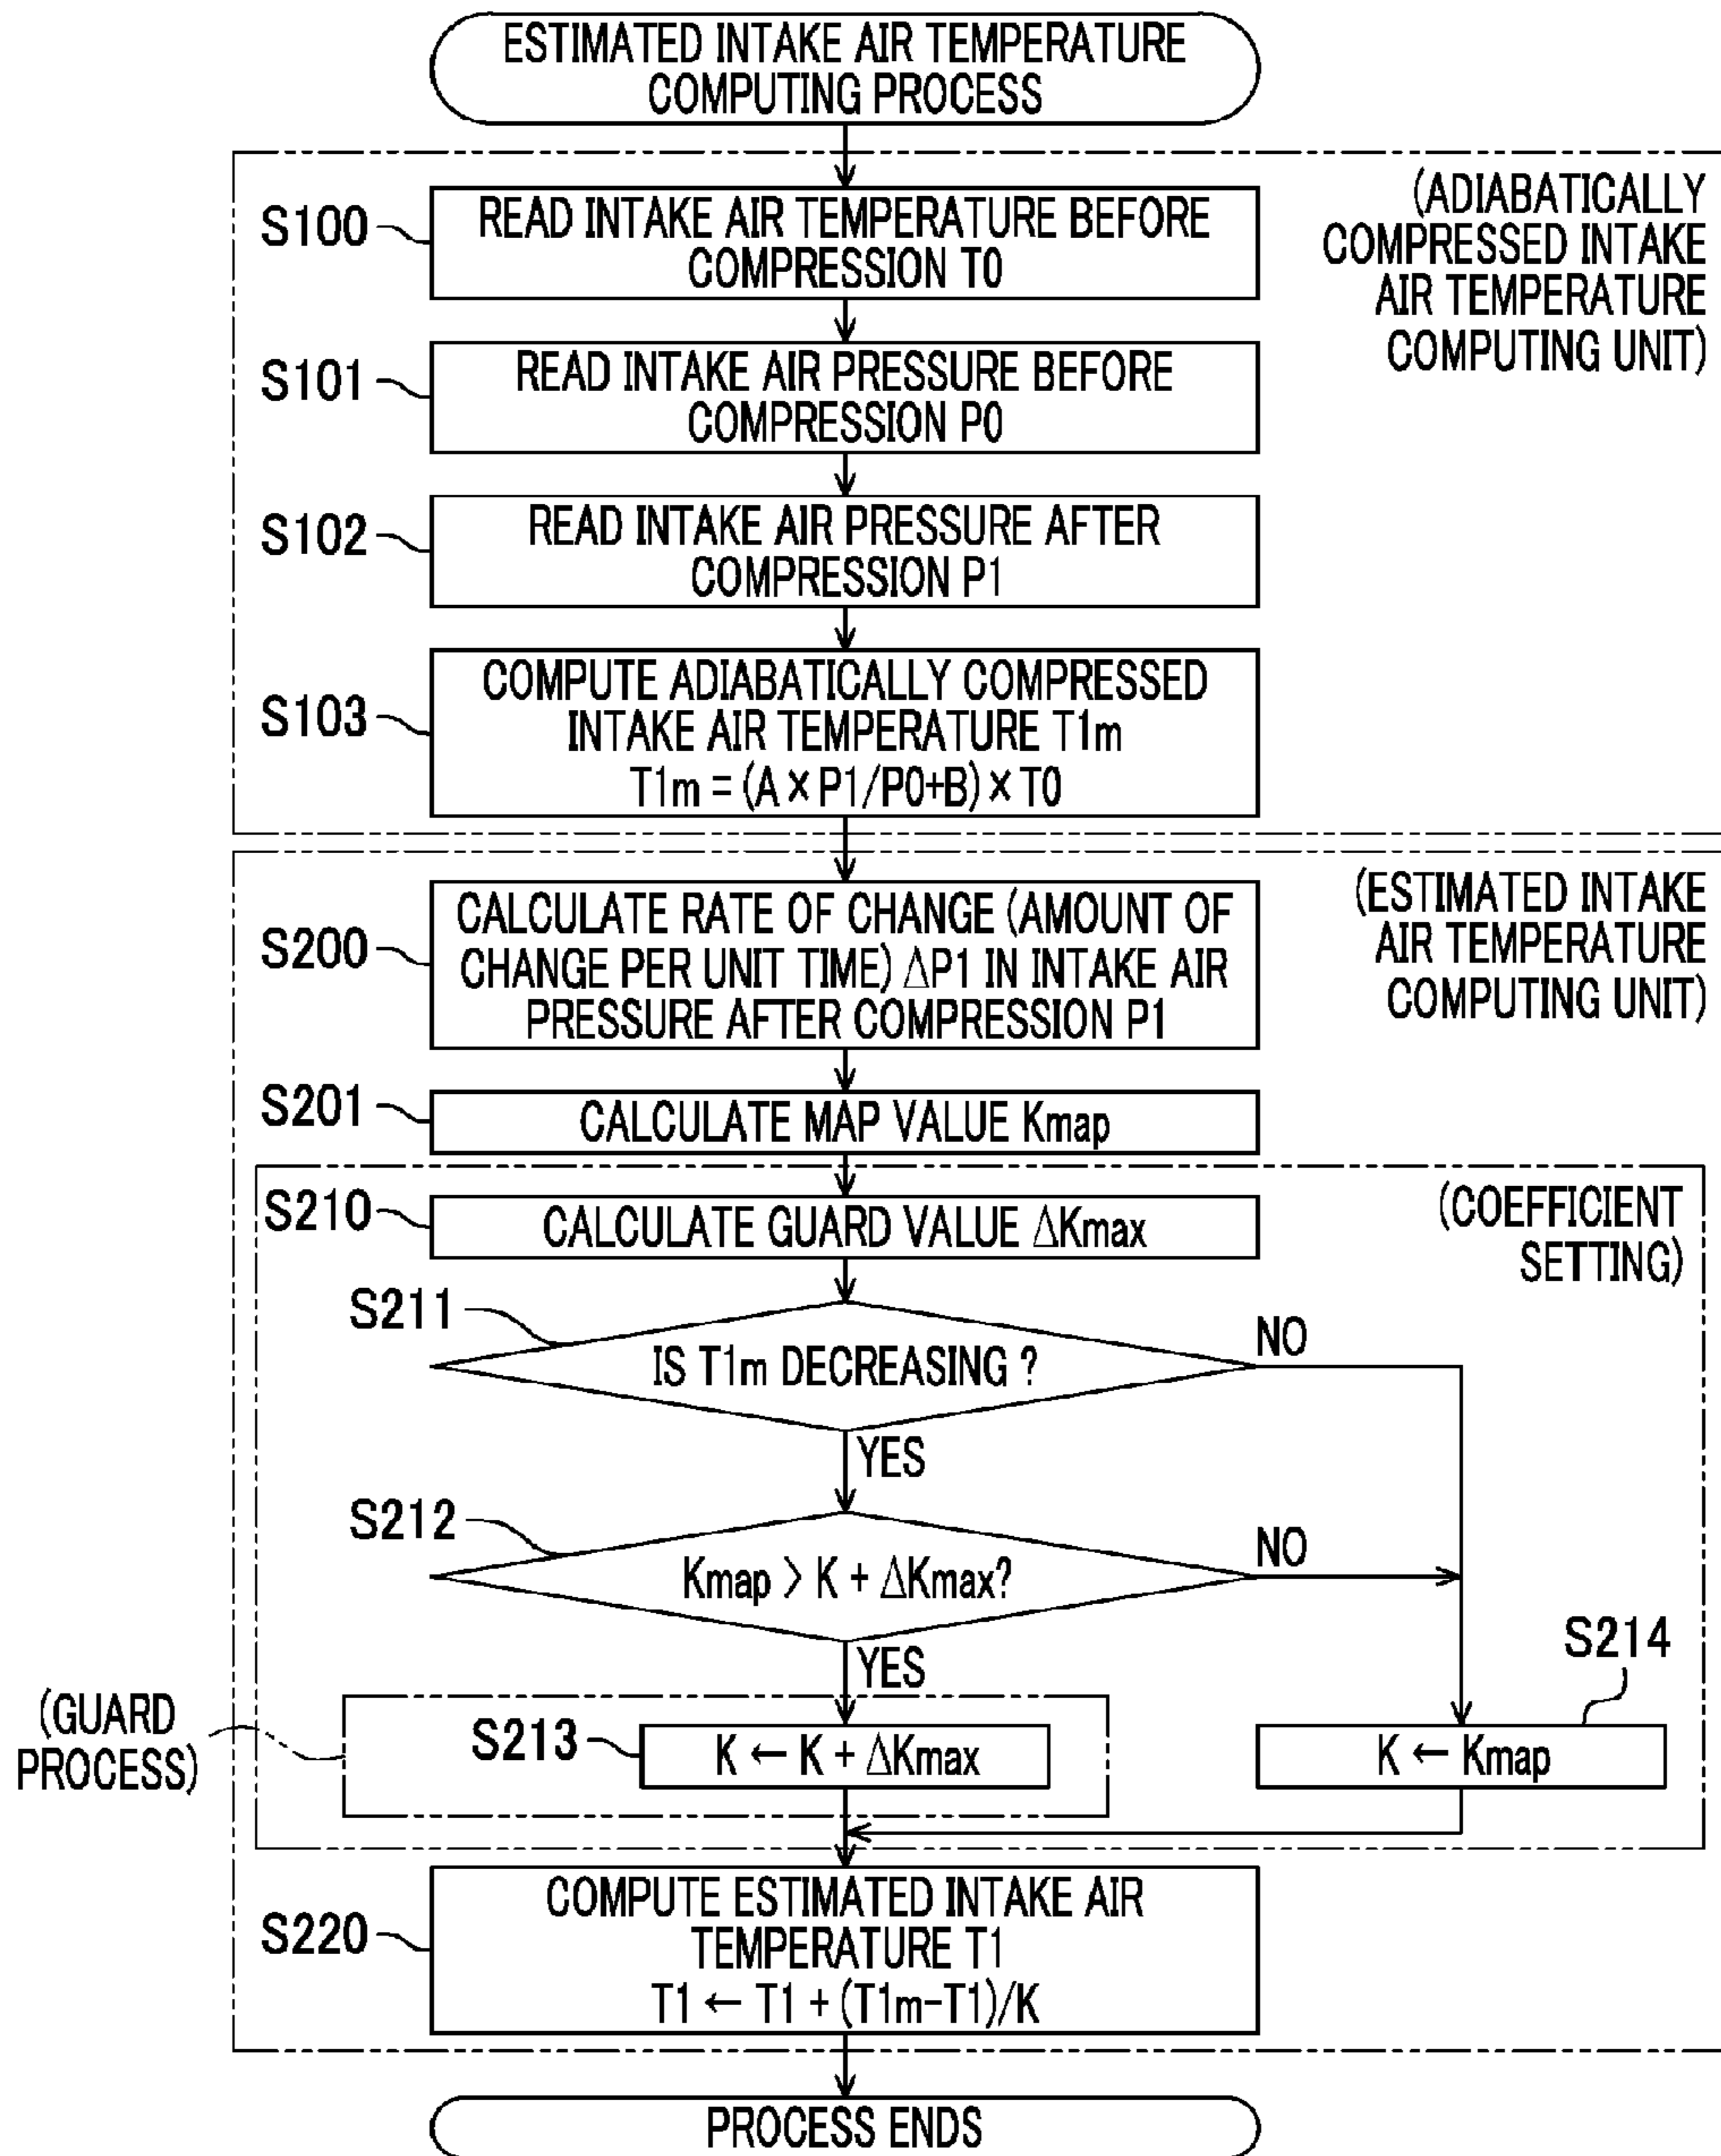 ESTIMATED INTAKE AIR TEMPERATURE
COMPUTING PROCESS
(ADIABATICALLY
COMPRESSED INTAKE
AIR TEMPERATURE
COMPUTING UNIT)
S100
READ INTAKE AIR TEMPERATURE BEFORE
COMPRESSION T0
S101
READ INTAKE AIR PRESSURE BEFORE
COMPRESSION P0
S102
READ INTAKE AIR PRESSURE AFTER
COMPRESSION P1
S103
COMPUTE ADIABATICALLY COMPRESSED
INTAKE AIR TEMPERATURE T1m
T1m = (A × P1/P0+B) × T0
(ESTIMATED INTAKE
AIR TEMPERATURE
COMPUTING UNIT)
S200
CALCULATE RATE OF CHANGE (AMOUNT OF
CHANGE PER UNIT TIME) ΔP1 IN INTAKE AIR
PRESSURE AFTER COMPRESSION P1
S201
CALCULATE MAP VALUE Kmap
(COEFFICIENT
SETTING)
S210
CALCULATE GUARD VALUE ΔKmax
S211
IS T1m DECREASING ?
NO
YES
S212
Kmap > K + ΔKmax?
NO
YES
(GUARD
PROCESS)
S213
K ← K + ΔKmax
S214
K ← Kmap
S220
COMPUTE ESTIMATED INTAKE AIR
TEMPERATURE T1
T1 ← T1 + (T1m-T1)/K
PROCESS ENDS